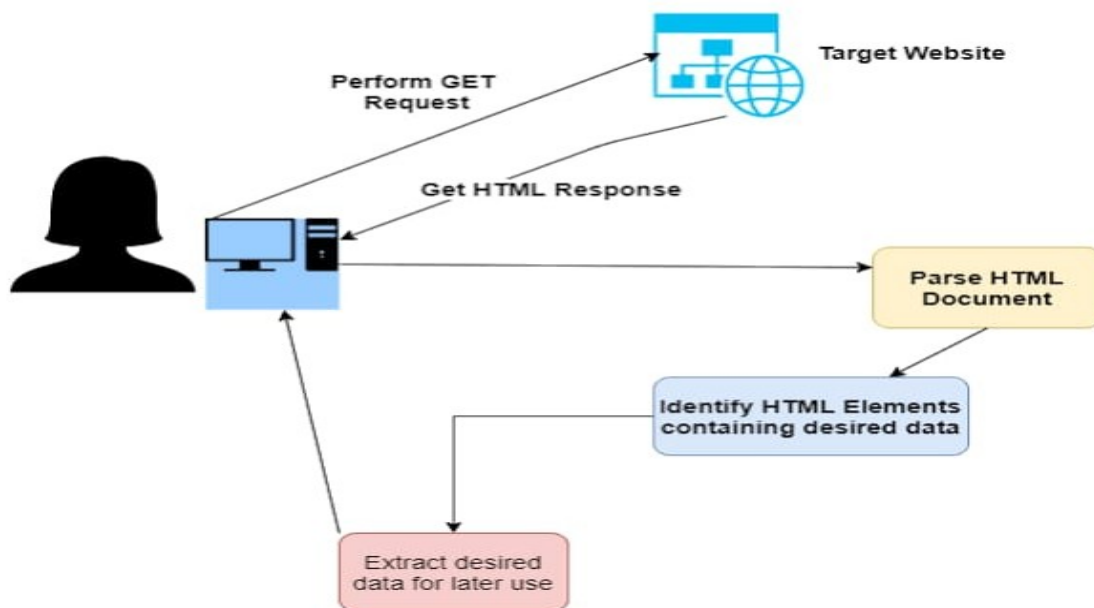 Target Website
Perform GET
Request
Get HTML Response
Parse HTML
Document
Identify HTML Elements
containing desired data
Extract desired
data for later use